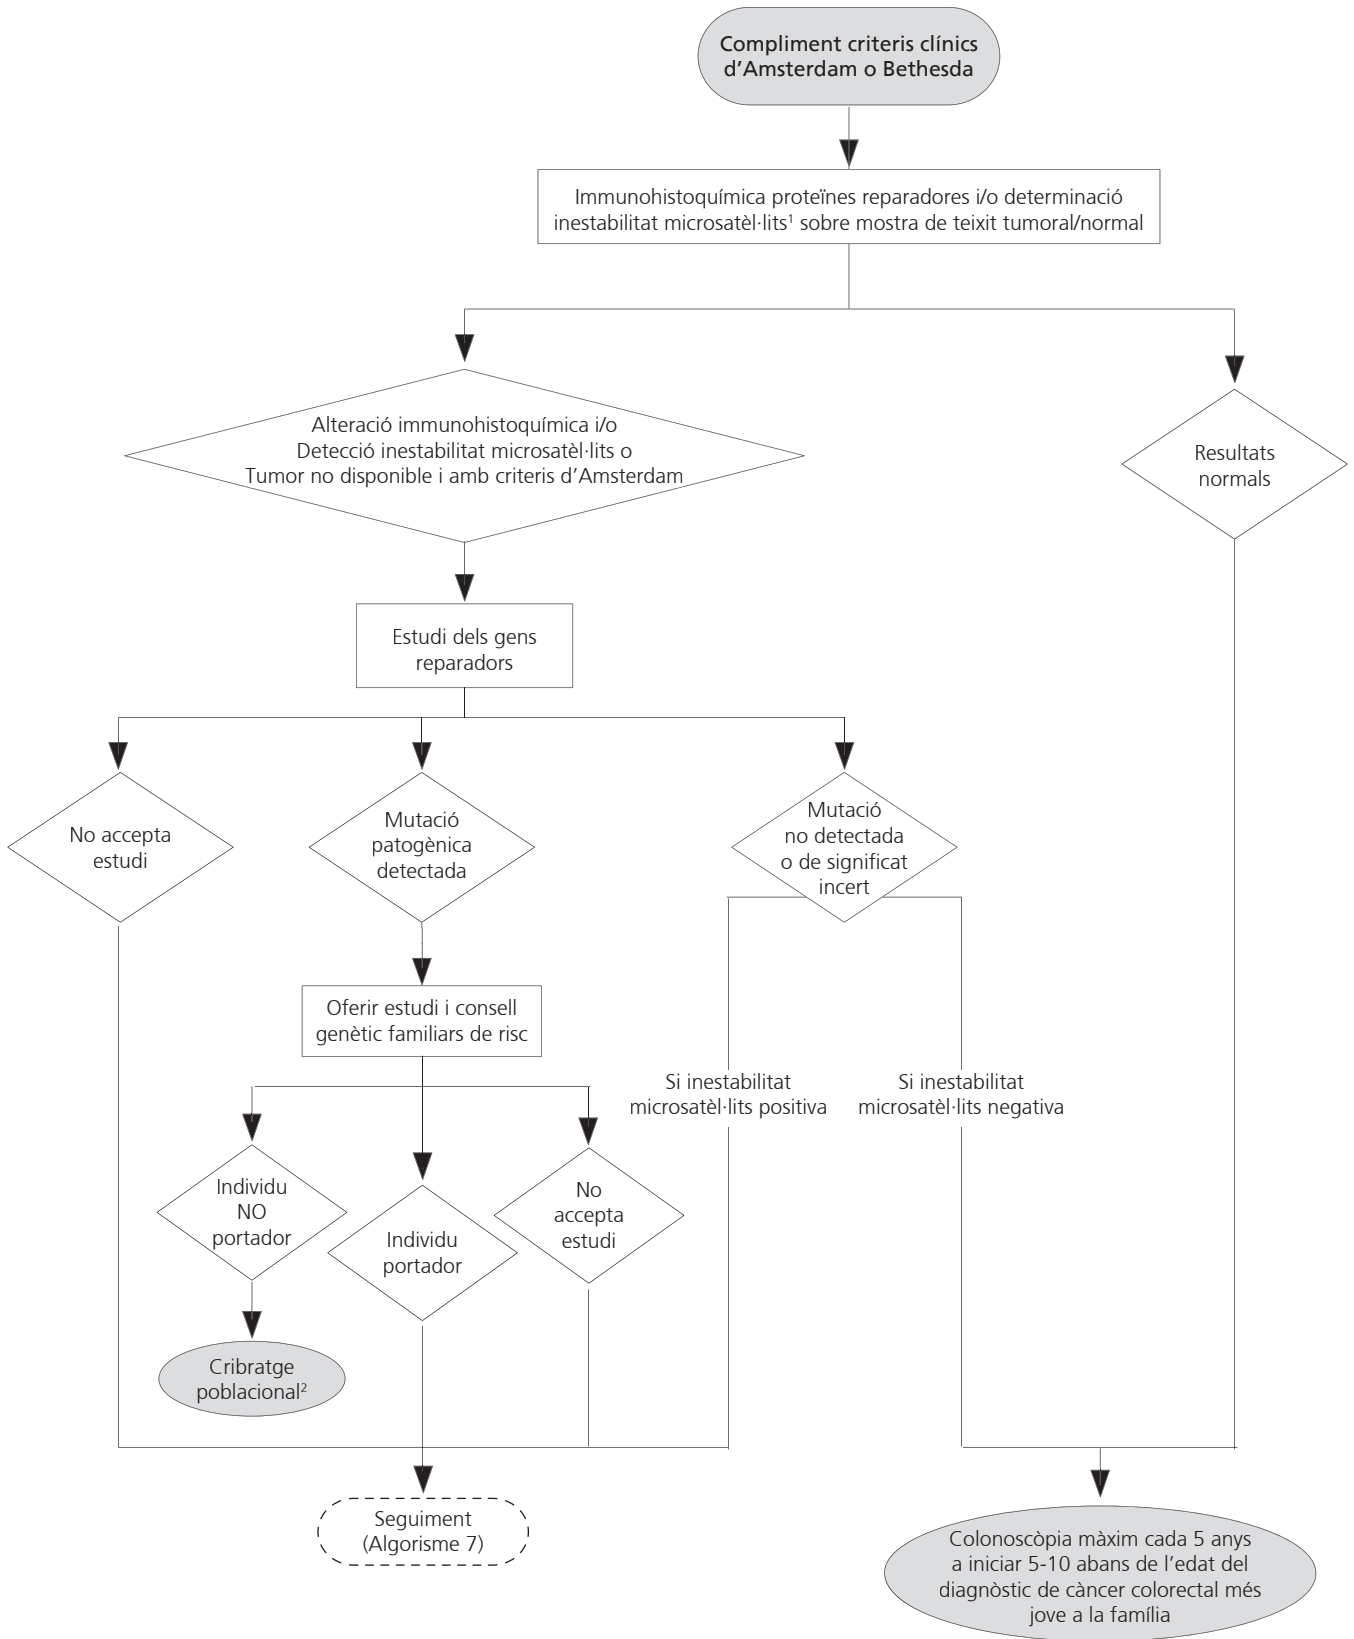 Compliment criteris clínics
d'Amsterdam o Bethesda
Immunohistoquímica proteïnes reparadores i/o determinació
inestabilitat microsatèl·lits¹ sobre mostra de teixit tumoral/normal
Alteració immunohistoquímica i/o
Detecció inestabilitat microsatèl·lits o
Tumor no disponible i amb criteris d'Amsterdam
Resultats
normals
Estudi dels gens
reparadors
No accepta
estudi
Mutació
patogènica
detectada
Mutació
no detectada
o de significat
incert
Oferir estudi i consell
genètic familiars de risc
Si inestabilitat
microsatèl·lits positiva
Si inestabilitat
microsatèl·lits negativa
Individu
NO
portador
Individu
portador
No
accepta
estudi
Cribratge
poblacional²
Seguiment
(Algorisme 7)
Colonoscòpia màxim cada 5 anys
a iniciar 5-10 abans de l'edat del
diagnòstic de càncer colorectal més
jove a la família